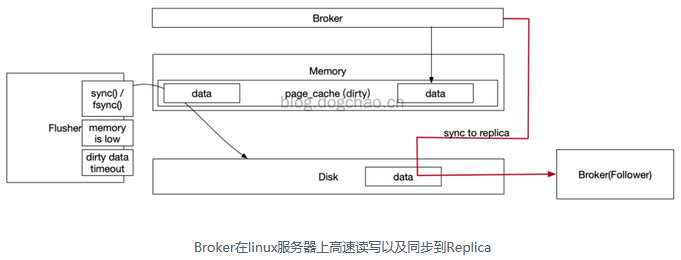 Broker
Memory
data
page_cache (dirty)
data
blog.dogchao.cn
sync() /
fsync()
Flusher
memory
is low
dirty data
timeout
sync to replica
Disk
data
Broker(Follower)
Broker在linux服务器上高速读写以及同步到Replica